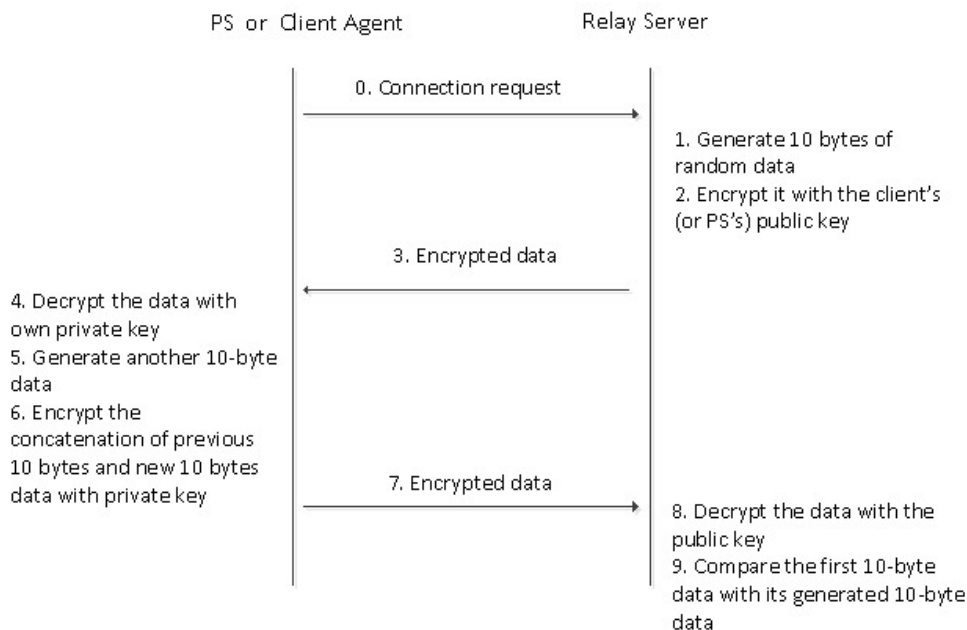 PS or Client Agent
Relay Server
0. Connection request
1. Generate 10 bytes of
random data
2. Encrypt it with the client's
(or PS's) public key
3. Encrypted data
4. Decrypt the data with
own private key
5. Generate another 10-byte
data
6. Encrypt the
concatenation of previous
10 bytes and new 10 bytes
data with private key
7. Encrypted data
8. Decrypt the data with the
public key
9. Compare the first 10-byte
data with its generated 10-byte
data